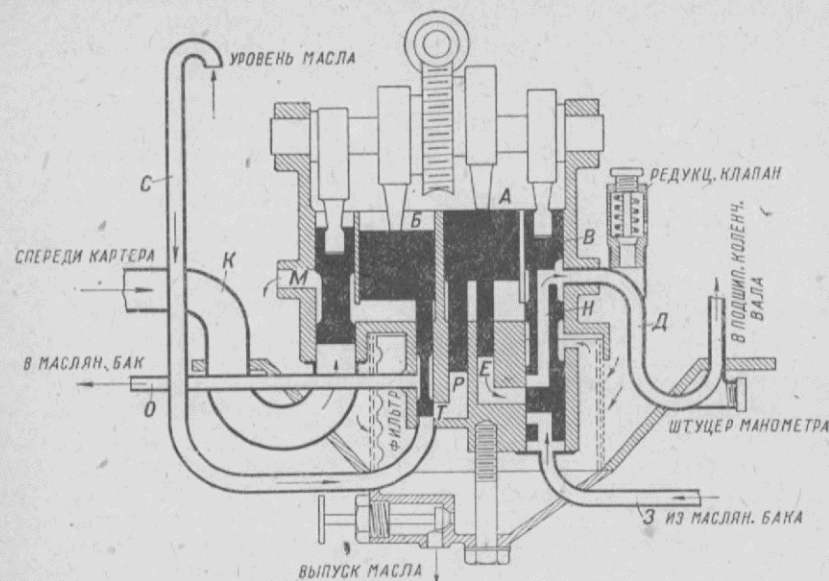 УРОВЕНЬ МАСЛА
А
РЕДУКЦ. КЛАПАН
С
Б
В
СПЕРЕДИ КАРТЕРА
К
М
Н
Д
В ПОДШИП. КОЛЕНЧ.
ВАЛА
В МАСЛЯН. БАК
О
Р
Е
Т
ФИЛЬТР
ШТУЦЕР МАНОМЕТРА
З
ИЗ МАСЛЯН. БАКА
ВЫПУСК МАСЛА